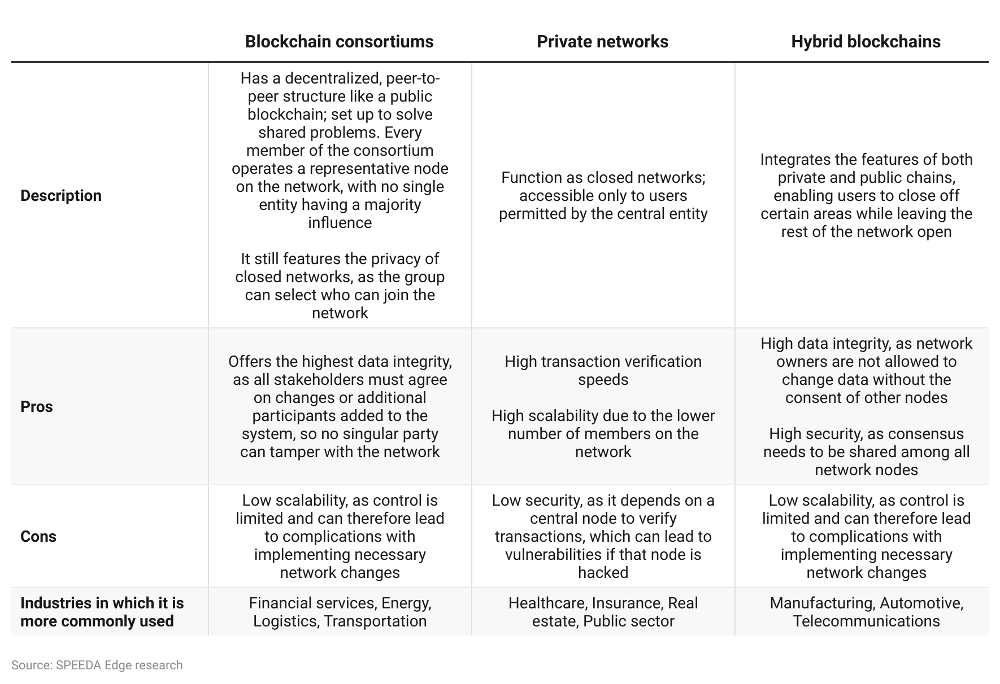 Blockchain consortiums
Private networks
Hybrid blockchains
Description
Has a decentralized, peer-to-
peer structure like a public
blockchain; set up to solve
shared problems. Every
member of the consortium
operates a representative node
on the network, with no single
entity having a majority
influence
It still features the privacy of
closed networks, as the group
can select who can join the
network
Function as closed networks;
accessible only to users
permitted by the central entity
Integrates the features of both
private and public chains,
enabling users to close off
certain areas while leaving the
rest of the network open
Pros
Offers the highest data integrity,
as all stakeholders must agree
on changes or additional
participants added to the
system, so no singular party
can tamper with the network
High transaction verification
speeds
High scalability due to the lower
number of members on the
network
High data integrity, as network
owners are not allowed to
change data without the
consent of other nodes
High security, as consensus
needs to be shared among all
network nodes
Cons
Low scalability, as control is
limited and can therefore lead
to complications with
implementing necessary
network changes
Low security, as it depends on a
central node to verify
transactions, which can lead to
vulnerabilities if that node is
hacked
Low scalability, as control is
limited and can therefore lead
to complications with
implementing necessary
network changes
Industries in which it is
more commonly used
Financial services, Energy,
Logistics, Transportation
Healthcare, Insurance, Real
estate, Public sector
Manufacturing, Automotive,
Telecommunications
Source: SPEEDA Edge research